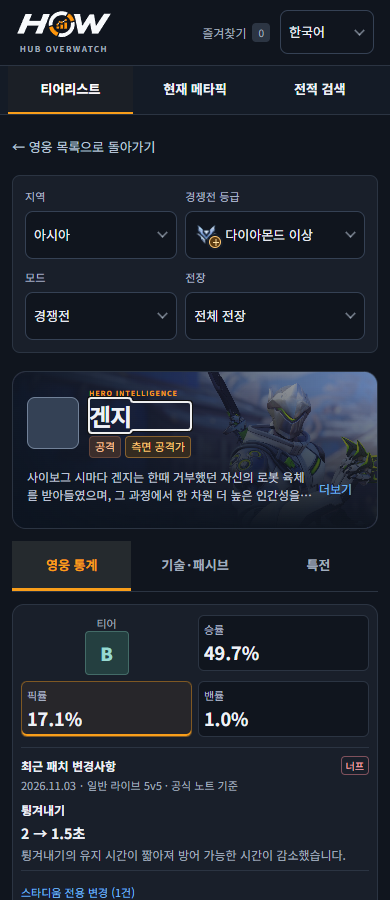 HOW
HUB OVERWATCH
즐겨찾기 0
한국어
티어리스트 현재 메타픽 전적 검색
← 영웅 목록으로 돌아가기
지역 경쟁전 등급
아시아 다이아몬드 이상
모드 전장
경쟁전 전체 전장
HERO INTELLIGENCE
겐지
공격 측면 공격가
사이보그 시마다 겐지는 한때 거부했던 자신의 로봇 육체
를 받아들였으며, 그 과정에서 한 차원 더 높은 인간성을… 더보기
영웅 통계 기술·패시브 특전
티어
B
승률
49.7%
픽률
17.1%
밴률
1.0%
최근 패치 변경사항 너프
2026.11.03 · 일반 라이브 5v5 · 공식 노트 기준
튕겨내기
2 → 1.5초
튕겨내기의 유지 시간이 짧아져 방어 가능한 시간이 감소했습니다.
스타디움 전용 변경 (1건)